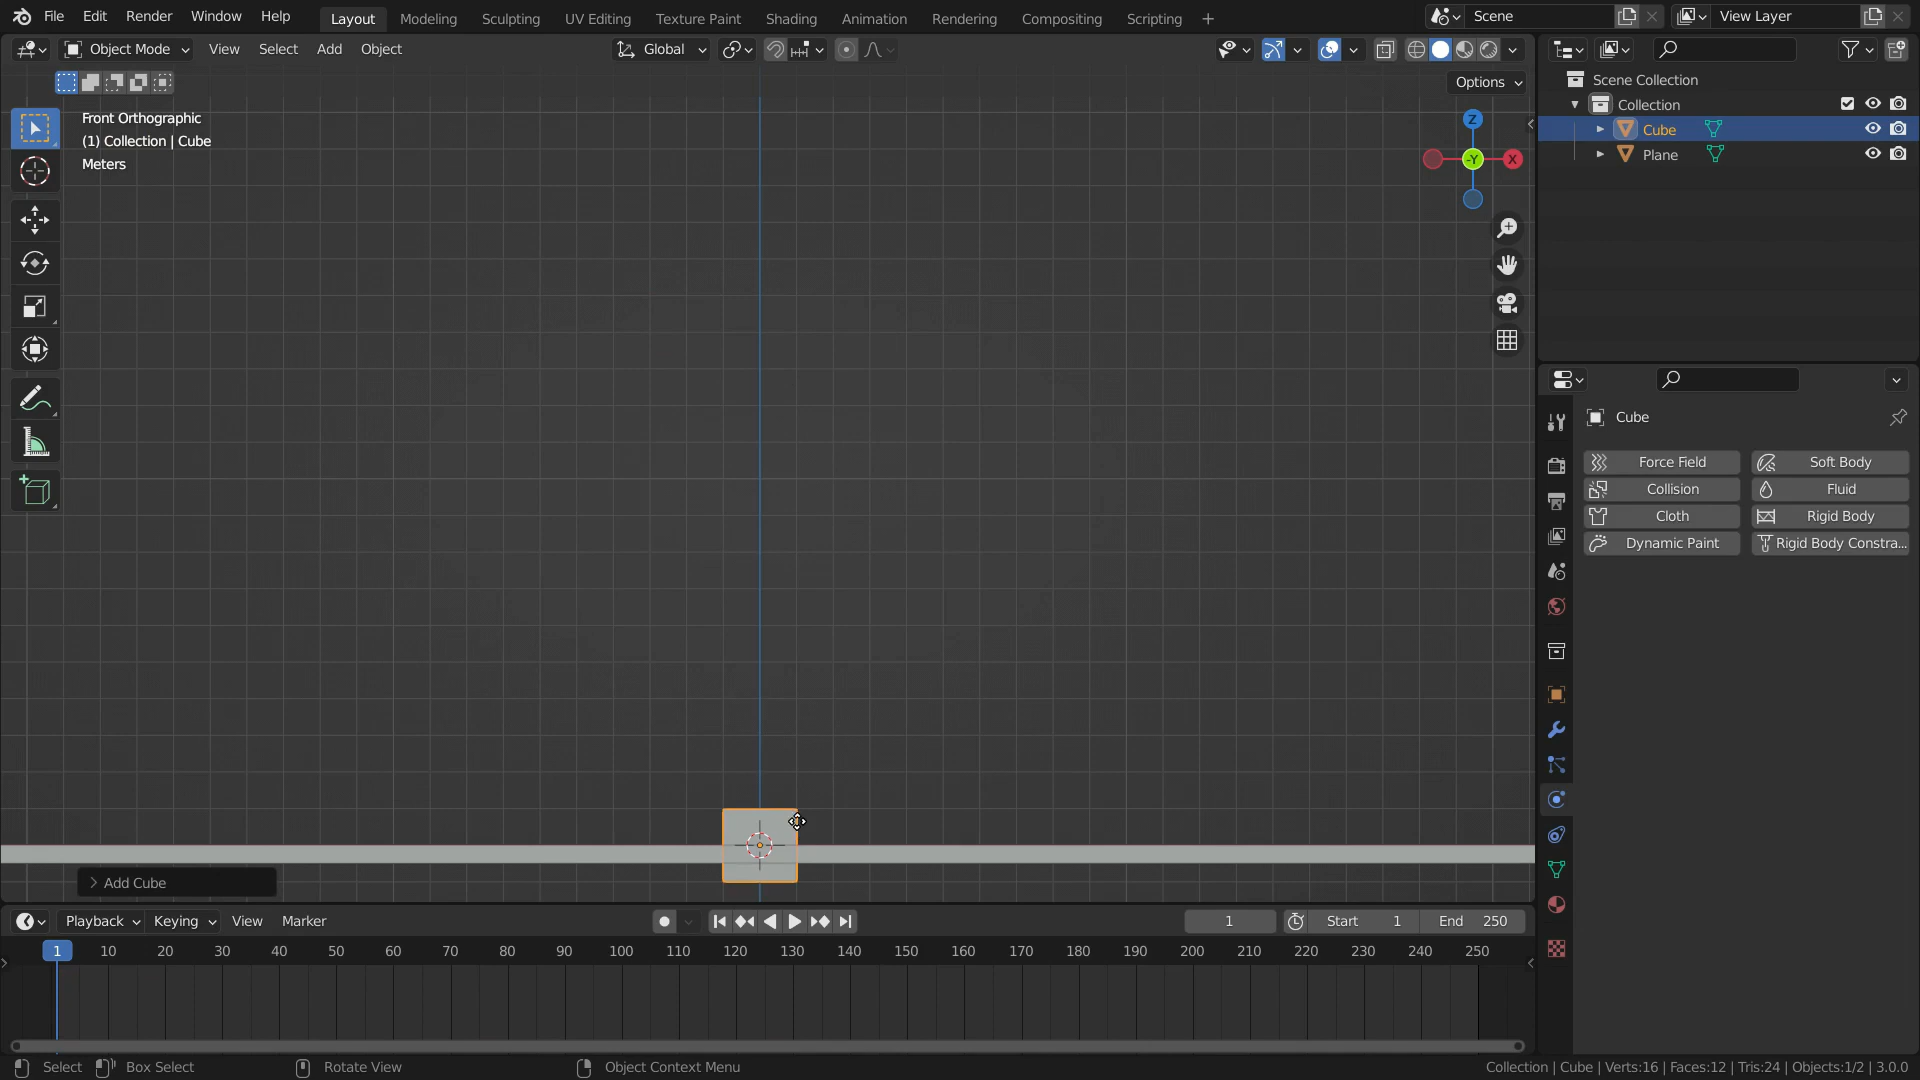 File Edit Render Window Help Layout Modeling Sculpting UV Editing Texture Paint Shading Animation Rendering Compositing Scripting + Scene View Layer
Object Mode View Select Add Object Global
Options
Front Orthographic
(1) Collection | Cube
Meters
Z
-Y X
Scene Collection
Collection
Cube
Plane
Cube
Force Field Soft Body
Collision Fluid
Cloth Rigid Body
Dynamic Paint Rigid Body Constra...
Add Cube
Playback Keying View Marker 1 Start 1 End 250
1 10 20 30 40 50 60 70 80 90 100 110 120 130 140 150 160 170 180 190 200 210 220 230 240 250
Select Box Select Rotate View Object Context Menu Collection | Cube | Verts:16 | Faces:12 | Tris:24 | Objects:1/2 | 3.0.0